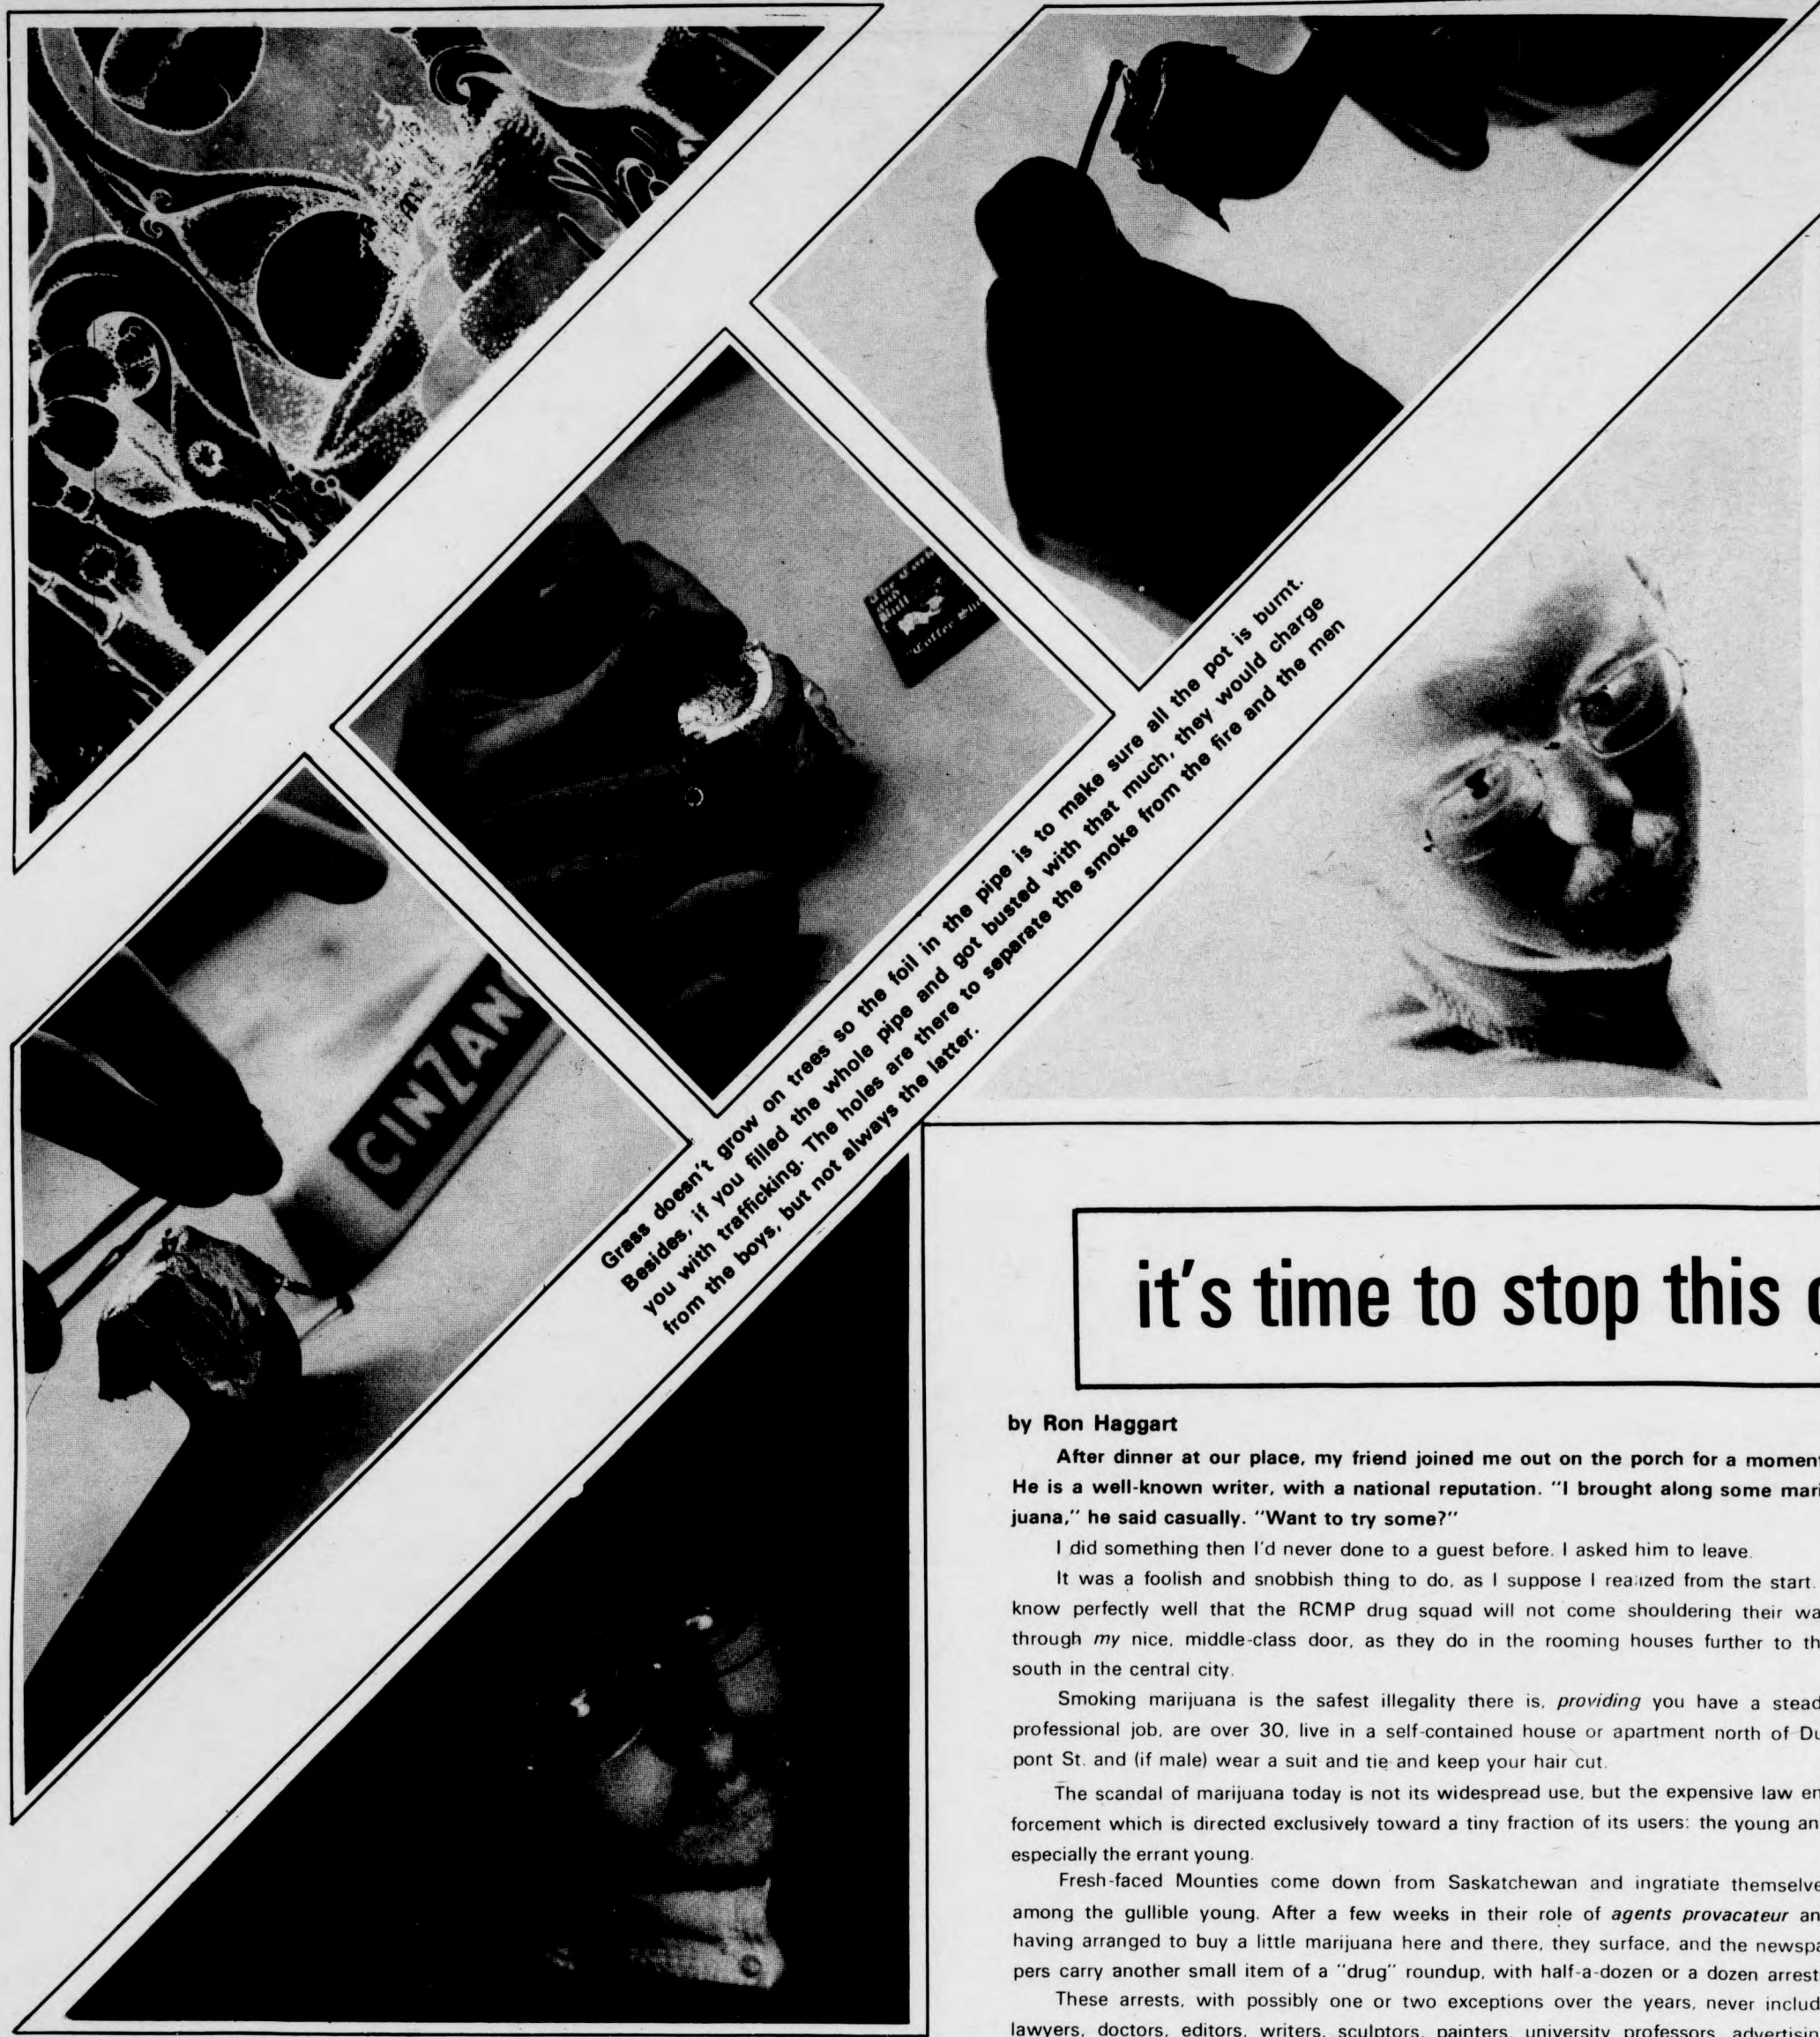 CINZAN
Grass doesn't grow on trees so the foil in the pipe is to make sure all the pot is burnt.
Besides, if you filled the whole pipe and got busted with that much, they would charge
you with trafficking. The holes are there to separate the smoke from the fire and the men
from the boys, but not always the latter.
it's time to stop this
by Ron Haggart
After dinner at our place, my friend joined me out on the porch for a moment
He is a well-known writer, with a national reputation. "I brought along some mari
juana," he said casually. "Want to try some?"
I did something then I'd never done to a guest before. I asked him to leave.
It was a foolish and snobbish thing to do, as I suppose I realized from the start.
know perfectly well that the RCMP drug squad will not come shouldering their wa
through my nice, middle-class door, as they do in the rooming houses further to th
south in the central city.
Smoking marijuana is the safest illegality there is, providing you have a stead
professional job, are over 30, live in a self-contained house or apartment north of Du
pont St. and (if male) wear a suit and tie and keep your hair cut.
The scandal of marijuana today is not its widespread use, but the expensive law en
forcement which is directed exclusively toward a tiny fraction of its users: the young an
especially the errant young.
Fresh-faced Mounties come down from Saskatchewan and ingratiate themselve
among the gullible young. After a few weeks in their role of agents provacateur an
having arranged to buy a little marijuana here and there, they surface, and the newspa
pers carry another small item of a "drug" roundup, with half-a-dozen or a dozen arrest
These arrests, with possibly one or two exceptions over the years, never includ
lawyers, doctors, editors, writers, sculptors, painters, university professors, advertisi